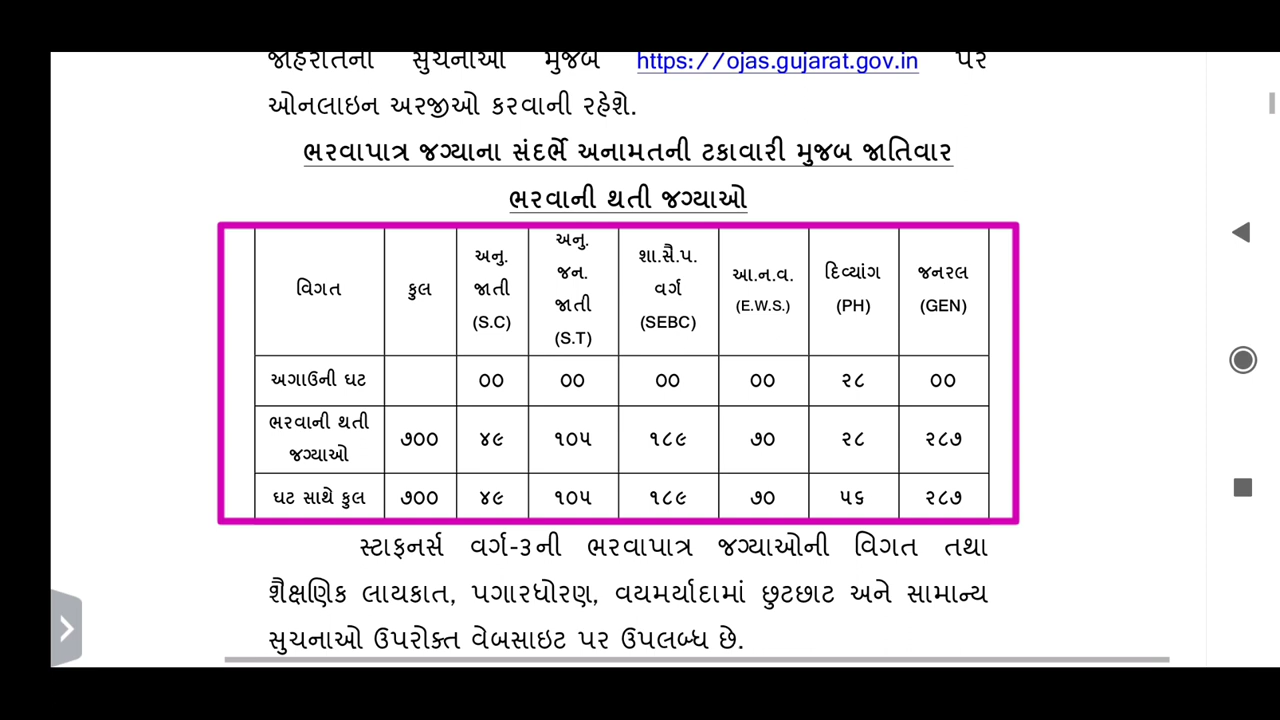 જાહેરાતની સુચનાઓ મુજબ https://ojas.gujarat.gov.in પર
ઓનલાઇન અરજીઓ કરવાની રહેશે.
ભરવાપાત્ર જગ્યાના સંદર્ભે અનામતની ટકાવારી મુજબ જાતિવાર
ભરવાની થતી જગ્યાઓ
વિગત કુલ અનુ. જાતી (S.C) અનુ. જન. જાતી (S.T) શા.સૈ.પ. વર્ગ (SEBC) આ.ન.વ. (E.W.S.) દિવ્યાંગ (PH) જનરલ (GEN)
અગાઉની ઘટ ૦૦ ૦૦ ૦૦ ૦૦ ૨૮ ૦૦
ભરવાની થતી જગ્યાઓ ૭૦૦ ૪૯ ૧૦૫ ૧૮૯ ૭૦ ૨૮ ૨૮૭
ઘટ સાથે કુલ ૭૦૦ ૪૯ ૧૦૫ ૧૮૯ ૭૦ ૫૬ ૨૮૭
સ્ટાફનર્સ વર્ગ-૩ની ભરવાપાત્ર જગ્યાઓની વિગત તથા
શૈક્ષણિક લાયકાત, પગારધોરણ, વયમર્યાદામાં છુટછાટ અને સામાન્ય
સુચનાઓ ઉપરોક્ત વેબસાઇટ પર ઉપલબ્ધ છે.